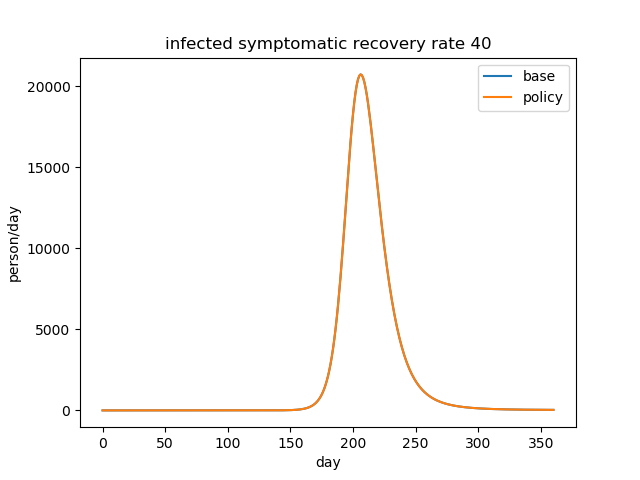 infected symptomatic recovery rate 40
base
policy
person/day
20000
15000
10000
5000
0
0 50 100 150 200 250 300 350
day